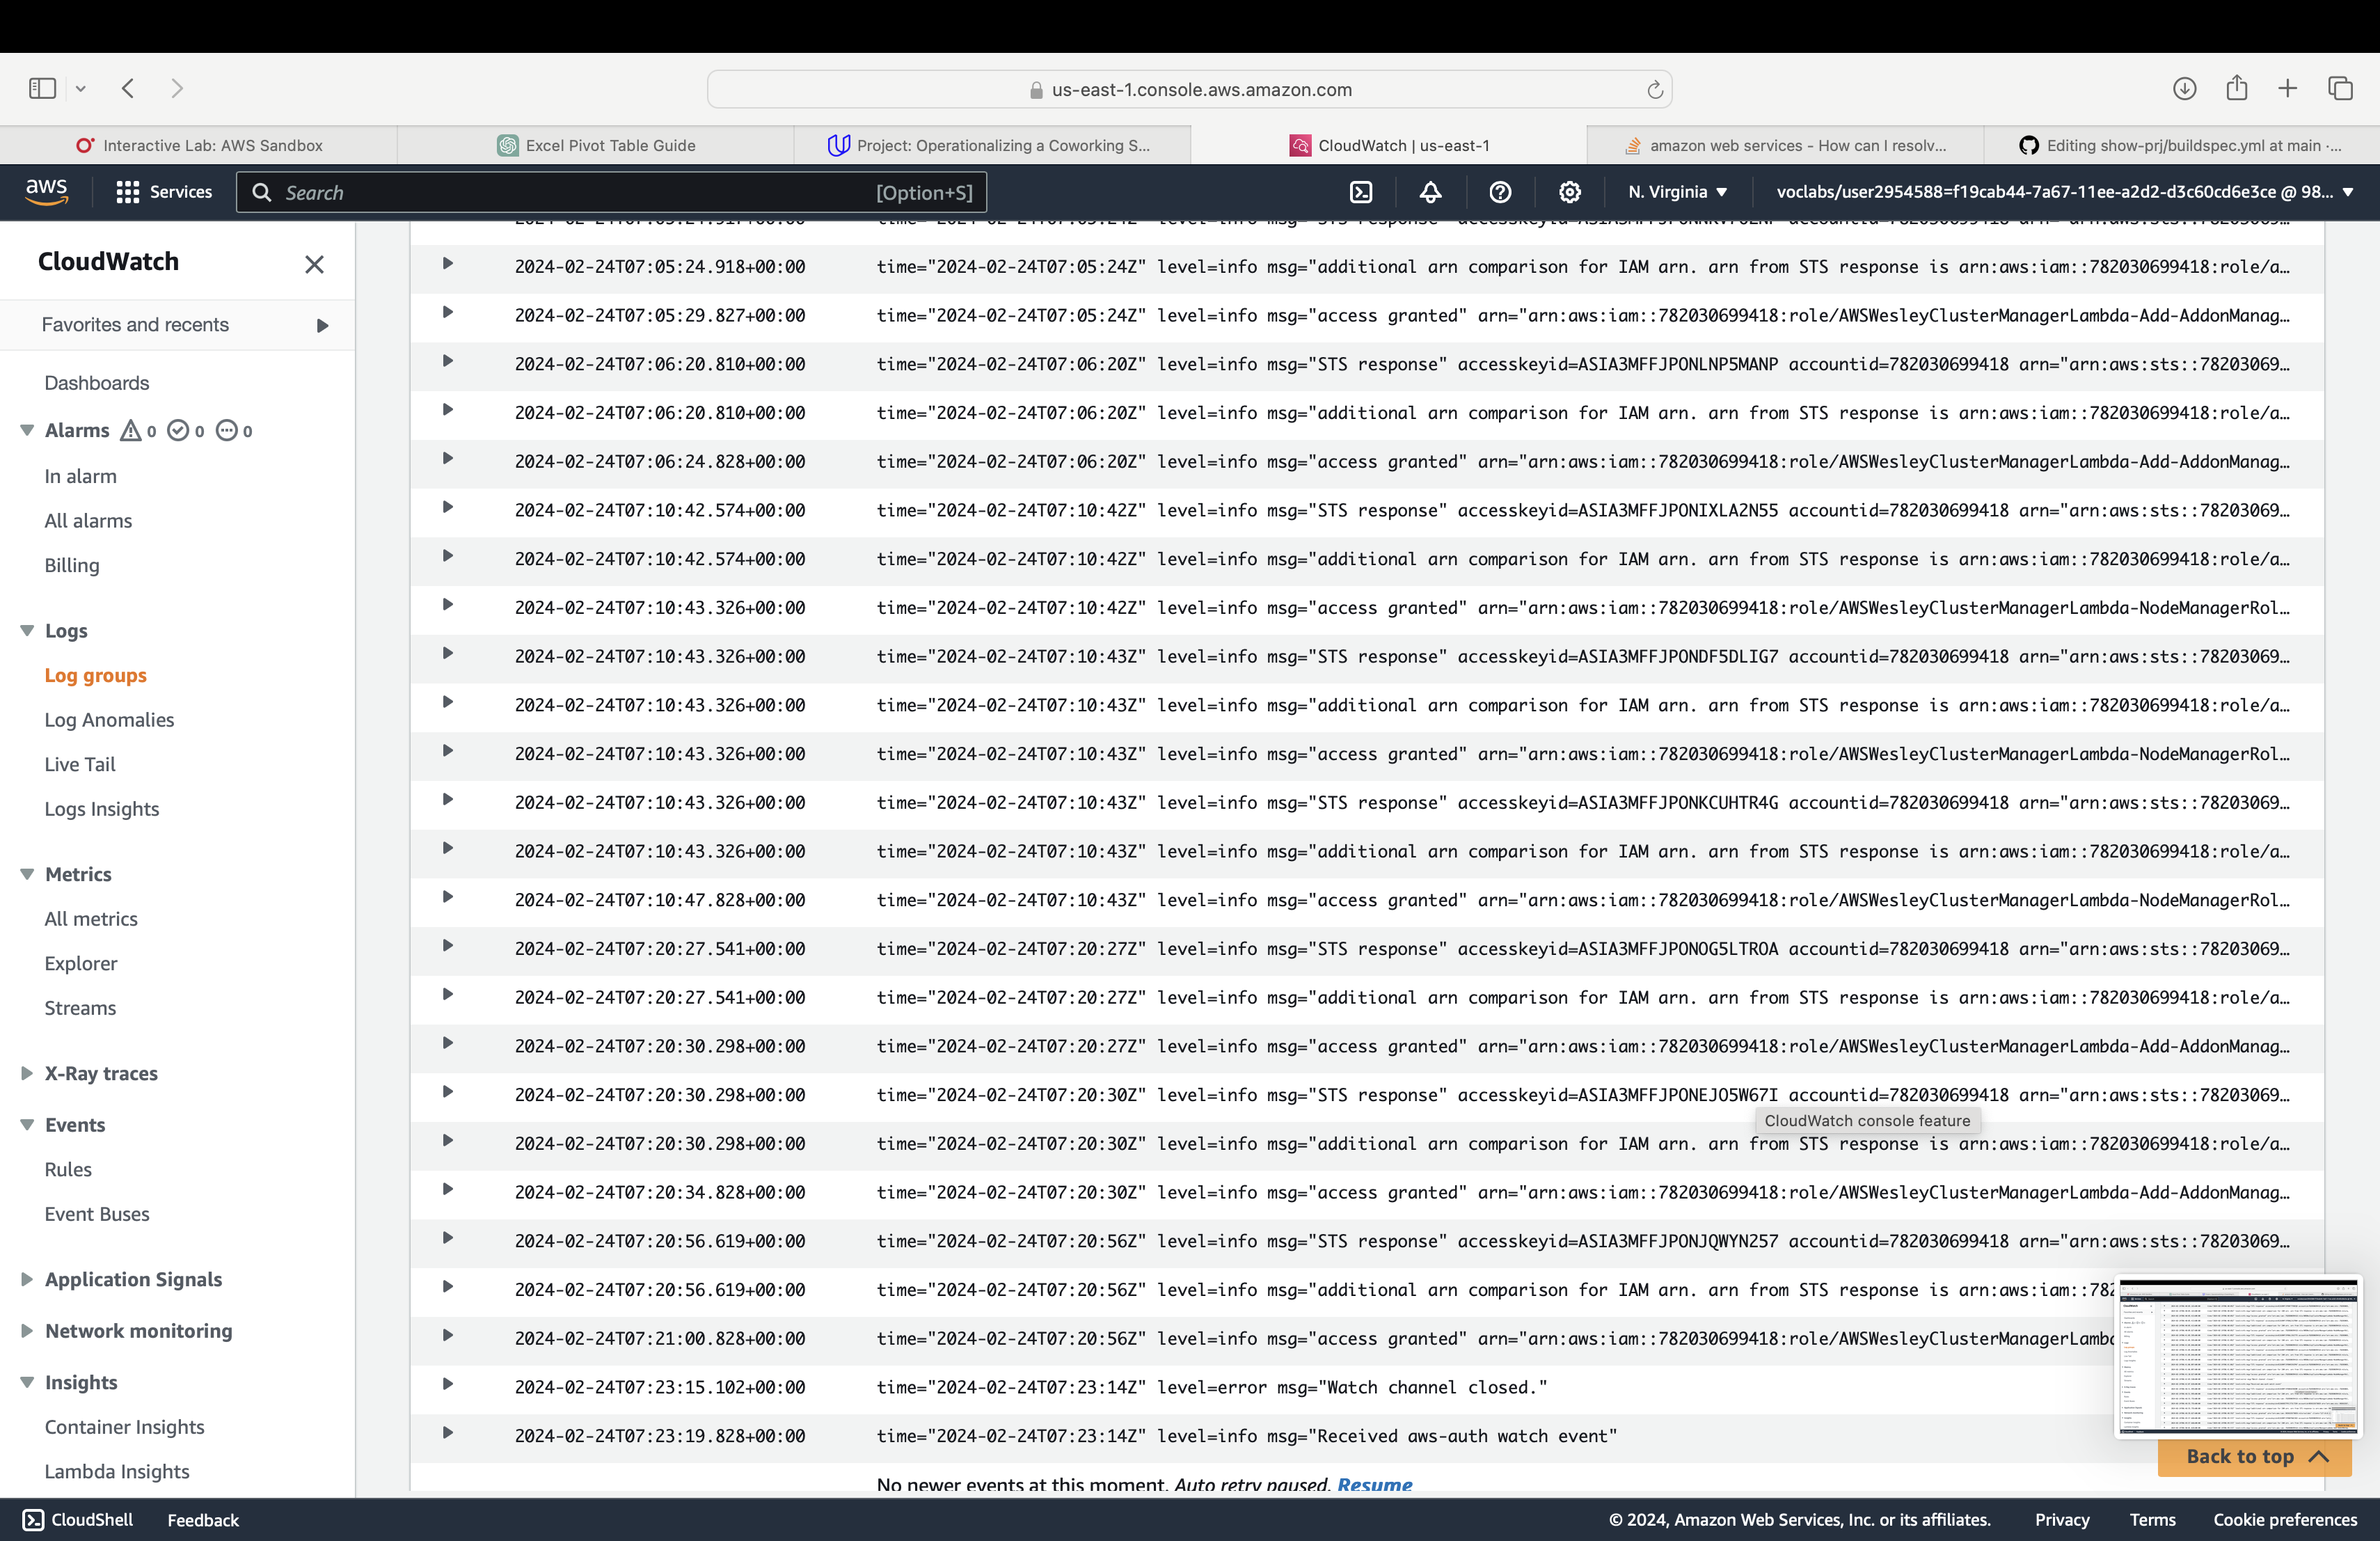 us-east-1.console.aws.amazon.com
Interactive Lab: AWS Sandbox
Excel Pivot Table Guide
Project: Operationalizing a Coworking S...
CloudWatch | us-east-1
amazon web services - How can I resolv...
Editing show-prj/buildspec.yml at main ·...
aws
Services
Search
[Option+S]
N. Virginia
voclabs/user2954588=f19cab44-7a67-11ee-a2d2-d3c60cd6e3ce @ 98...
CloudWatch
Favorites and recents
Dashboards
Alarms 0 0 0
In alarm
All alarms
Billing
Logs
Log groups
Log Anomalies
Live Tail
Logs Insights
Metrics
All metrics
Explorer
Streams
X-Ray traces
Events
Rules
Event Buses
Application Signals
Network monitoring
Insights
Container Insights
Lambda Insights
2024-02-24T07:05:24.918+00:00 time="2024-02-24T07:05:24Z" level=info msg="additional arn comparison for IAM arn. arn from STS response is arn:aws:iam::782030699418:role/a...
2024-02-24T07:05:29.827+00:00 time="2024-02-24T07:05:24Z" level=info msg="access granted" arn="arn:aws:iam::782030699418:role/AWSWesleyClusterManagerLambda-Add-AddonManag...
2024-02-24T07:06:20.810+00:00 time="2024-02-24T07:06:20Z" level=info msg="STS response" accesskeyid=ASIA3MFFJPONLNP5MANP accountid=782030699418 arn="arn:aws:sts::78203069...
2024-02-24T07:06:20.810+00:00 time="2024-02-24T07:06:20Z" level=info msg="additional arn comparison for IAM arn. arn from STS response is arn:aws:iam::782030699418:role/a...
2024-02-24T07:06:24.828+00:00 time="2024-02-24T07:06:20Z" level=info msg="access granted" arn="arn:aws:iam::782030699418:role/AWSWesleyClusterManagerLambda-Add-AddonManag...
2024-02-24T07:10:42.574+00:00 time="2024-02-24T07:10:42Z" level=info msg="STS response" accesskeyid=ASIA3MFFJPONIXLA2N55 accountid=782030699418 arn="arn:aws:sts::78203069...
2024-02-24T07:10:42.574+00:00 time="2024-02-24T07:10:42Z" level=info msg="additional arn comparison for IAM arn. arn from STS response is arn:aws:iam::782030699418:role/a...
2024-02-24T07:10:43.326+00:00 time="2024-02-24T07:10:42Z" level=info msg="access granted" arn="arn:aws:iam::782030699418:role/AWSWesleyClusterManagerLambda-NodeManagerRol...
2024-02-24T07:10:43.326+00:00 time="2024-02-24T07:10:43Z" level=info msg="STS response" accesskeyid=ASIA3MFFJPONDF5DLIG7 accountid=782030699418 arn="arn:aws:sts::78203069...
2024-02-24T07:10:43.326+00:00 time="2024-02-24T07:10:43Z" level=info msg="additional arn comparison for IAM arn. arn from STS response is arn:aws:iam::782030699418:role/a...
2024-02-24T07:10:43.326+00:00 time="2024-02-24T07:10:43Z" level=info msg="access granted" arn="arn:aws:iam::782030699418:role/AWSWesleyClusterManagerLambda-NodeManagerRol...
2024-02-24T07:10:43.326+00:00 time="2024-02-24T07:10:43Z" level=info msg="STS response" accesskeyid=ASIA3MFFJPONKCUHTR4G accountid=782030699418 arn="arn:aws:sts::78203069...
2024-02-24T07:10:43.326+00:00 time="2024-02-24T07:10:43Z" level=info msg="additional arn comparison for IAM arn. arn from STS response is arn:aws:iam::782030699418:role/a...
2024-02-24T07:10:47.828+00:00 time="2024-02-24T07:10:43Z" level=info msg="access granted" arn="arn:aws:iam::782030699418:role/AWSWesleyClusterManagerLambda-NodeManagerRol...
2024-02-24T07:20:27.541+00:00 time="2024-02-24T07:20:27Z" level=info msg="STS response" accesskeyid=ASIA3MFFJPONOG5LTROA accountid=782030699418 arn="arn:aws:sts::78203069...
2024-02-24T07:20:27.541+00:00 time="2024-02-24T07:20:27Z" level=info msg="additional arn comparison for IAM arn. arn from STS response is arn:aws:iam::782030699418:role/a...
2024-02-24T07:20:30.298+00:00 time="2024-02-24T07:20:27Z" level=info msg="access granted" arn="arn:aws:iam::782030699418:role/AWSWesleyClusterManagerLambda-Add-AddonManag...
2024-02-24T07:20:30.298+00:00 time="2024-02-24T07:20:30Z" level=info msg="STS response" accesskeyid=ASIA3MFFJPONEJO5W67I accountid=782030699418 arn="arn:aws:sts::78203069...
CloudWatch console feature
2024-02-24T07:20:30.298+00:00 time="2024-02-24T07:20:30Z" level=info msg="additional arn comparison for IAM arn. arn from STS response is arn:aws:iam::782030699418:role/a...
2024-02-24T07:20:34.828+00:00 time="2024-02-24T07:20:30Z" level=info msg="access granted" arn="arn:aws:iam::782030699418:role/AWSWesleyClusterManagerLambda-Add-AddonManag...
2024-02-24T07:20:56.619+00:00 time="2024-02-24T07:20:56Z" level=info msg="STS response" accesskeyid=ASIA3MFFJPONJQWYN257 accountid=782030699418 arn="arn:aws:sts::78203069...
2024-02-24T07:20:56.619+00:00 time="2024-02-24T07:20:56Z" level=info msg="additional arn comparison for IAM arn. arn from STS response is arn:aws:iam::782
2024-02-24T07:21:00.828+00:00 time="2024-02-24T07:20:56Z" level=info msg="access granted" arn="arn:aws:iam::782030699418:role/AWSWesleyClusterManagerLamb
2024-02-24T07:23:15.102+00:00 time="2024-02-24T07:23:14Z" level=error msg="Watch channel closed."
2024-02-24T07:23:19.828+00:00 time="2024-02-24T07:23:14Z" level=info msg="Received aws-auth watch event"
No newer events at this moment. Auto retry paused. Resume
Back to top
CloudShell
Feedback
© 2024, Amazon Web Services, Inc. or its affiliates.
Privacy
Terms
Cookie preferences